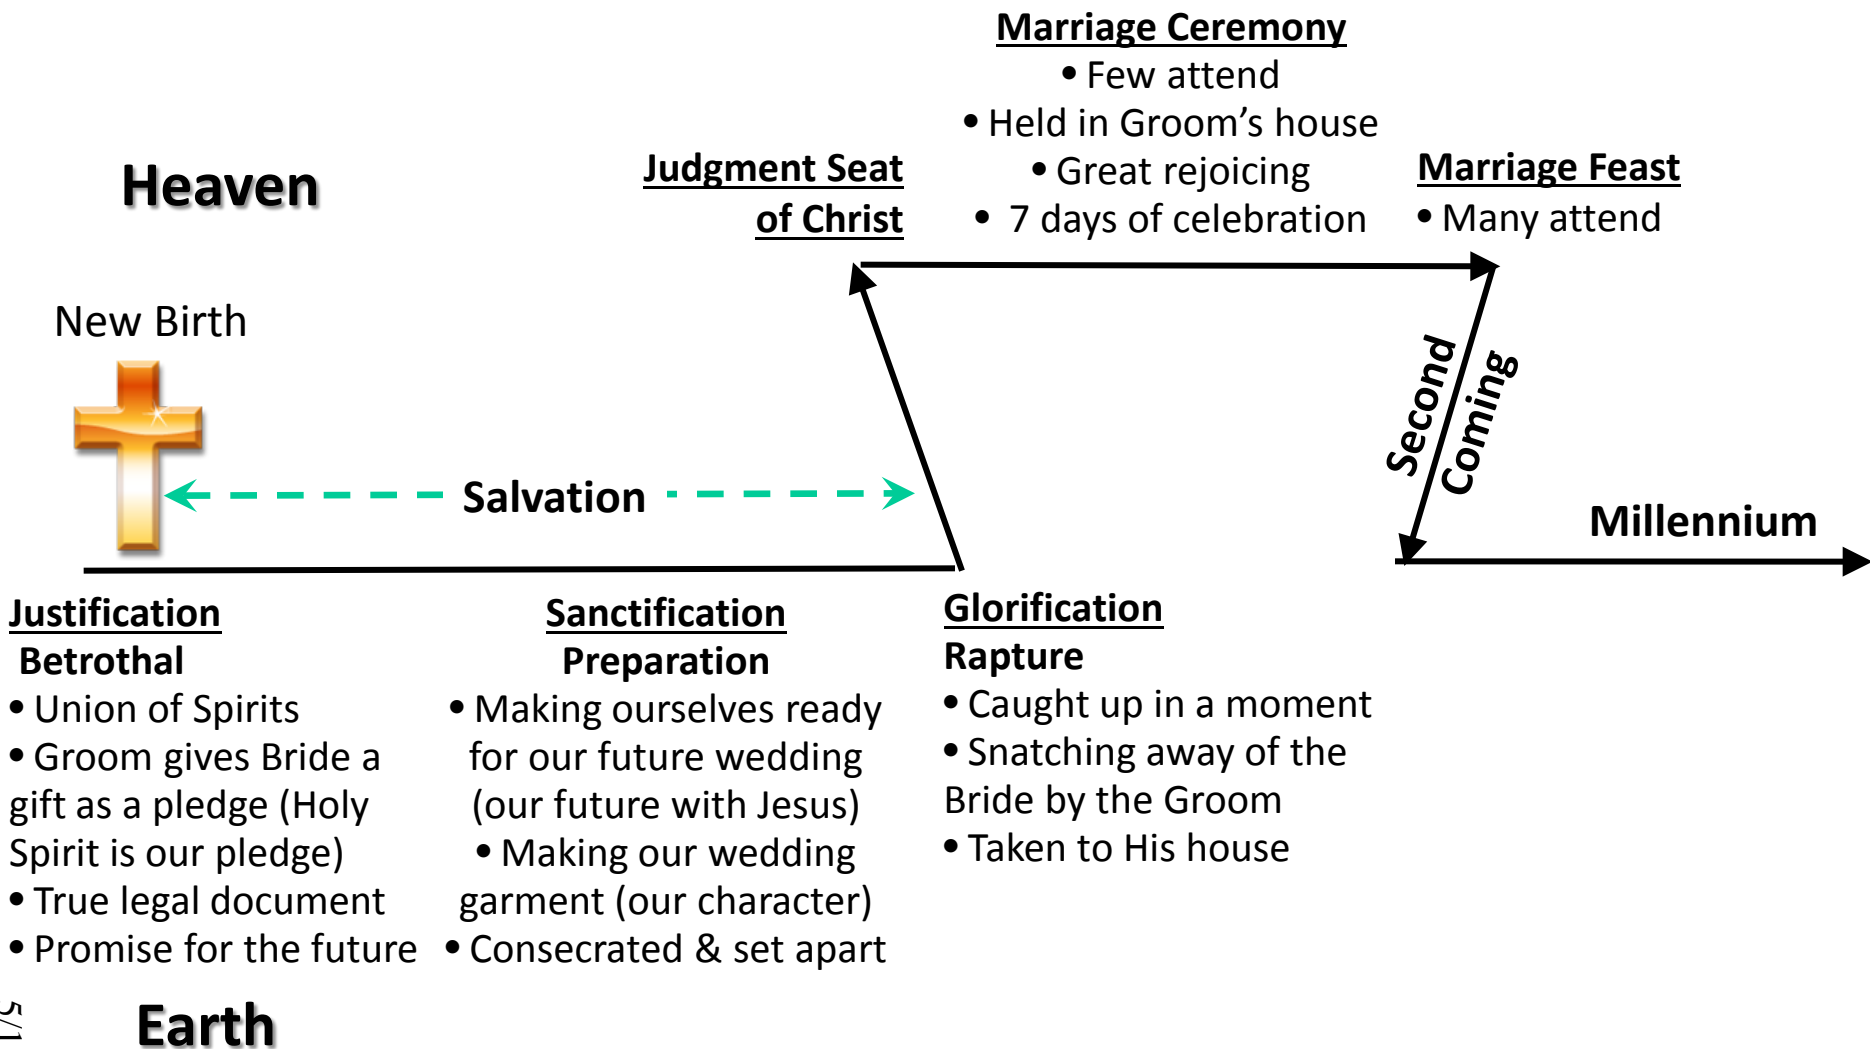 Marriage Ceremony
• Few attend
• Held in Groom’s house
• Great rejoicing
• 7 days of celebration
Heaven
Judgment Seat
of Christ
Marriage Feast
• Many attend
New Birth
Salvation
Second
Coming
Millennium
Justification
Betrothal
• Union of Spirits
• Groom gives Bride a
gift as a pledge (Holy
Spirit is our pledge)
• True legal document
• Promise for the future
Sanctification
Preparation
• Making ourselves ready
for our future wedding
(our future with Jesus)
• Making our wedding
garment (our character)
• Consecrated & set apart
Glorification
Rapture
• Caught up in a moment
• Snatching away of the
Bride by the Groom
• Taken to His house
5/1
Earth